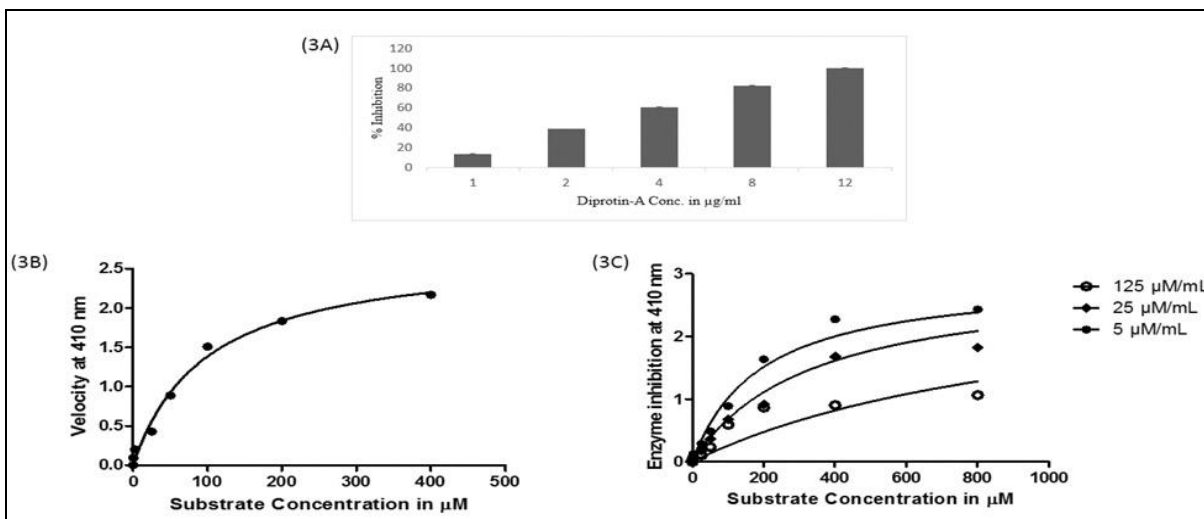 (3A)
120
100
80
60
40
20
0
% Inhibition
1 2 4 8 12
Diprotin-A Conc. in µg/ml
(3B)
2.5
2.0
1.5
1.0
0.5
0.0
Velocity at 410 nm
0 100 200 300 400 500
Substrate Concentration in µM
(3C)
3
2
1
0
Enzyme inhibition at 410 nm
0 200 400 600 800 1000
Substrate Concentration in µM
125 µM/mL
25 µM/mL
5 µM/mL